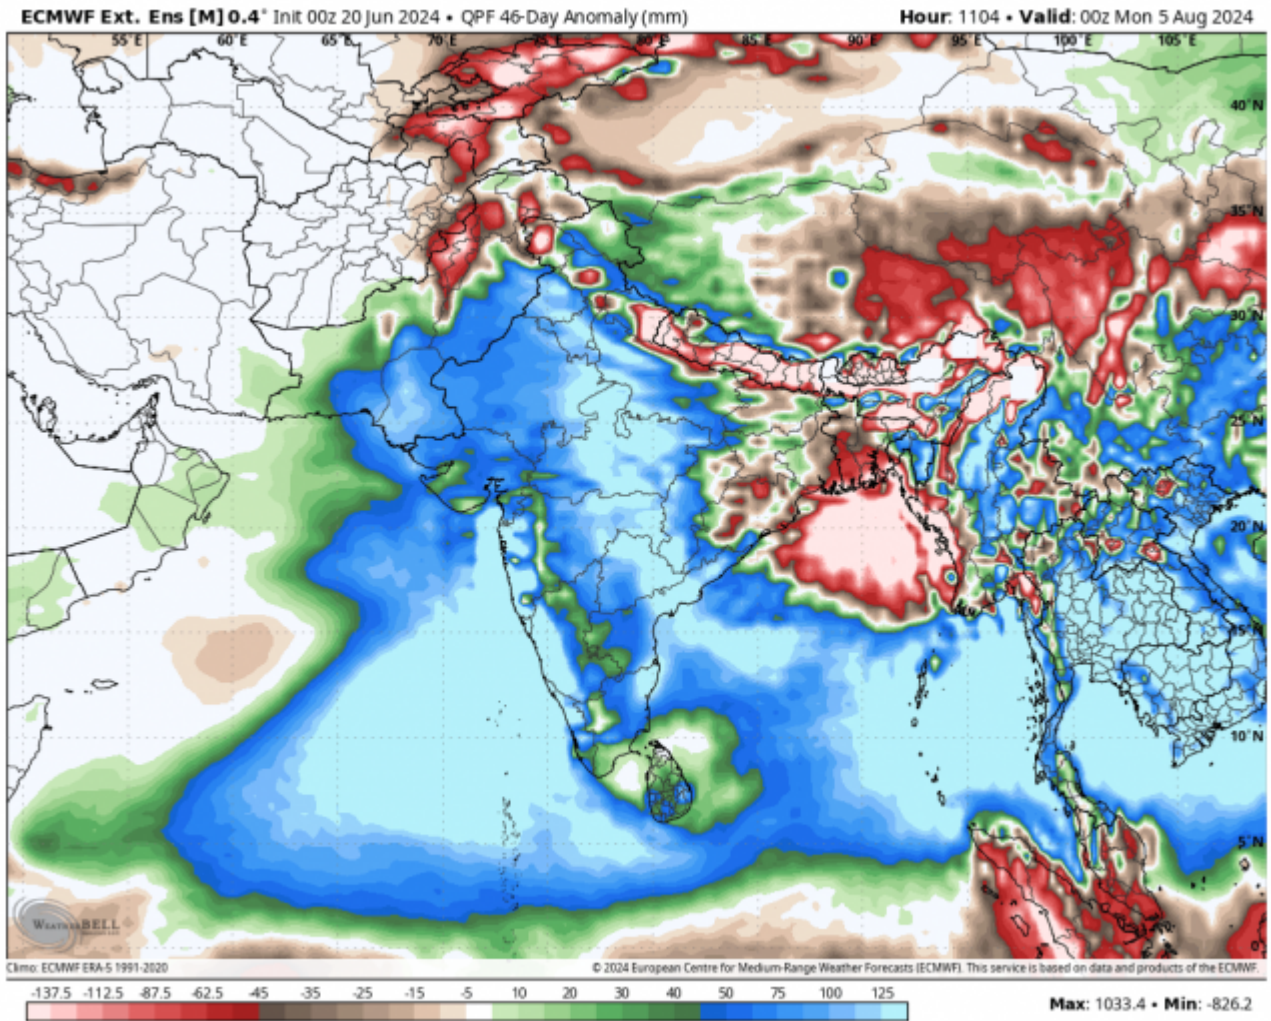 ECMWF Ext. Ens [M] 0.4° Init 00z 20 Jun 2024 • QPF 46-Day Anomaly (mm)
Hour: 1104 • Valid: 00z Mon 5 Aug 2024
55°E 60°E 65°E 70°E 75°E 80°E 85°E 90°E 95°E 100°E 105°E
40°N
35°N
30°N
25°N
20°N
15°N
10°N
5°N
WEATHERBELL
Climo: ECMWF ERA-5 1991-2020
© 2024 European Centre for Medium-Range Weather Forecasts (ECMWF). This service is based on data and products of the ECMWF.
-137.5 -112.5 -87.5 -62.5 -45 -35 -25 -15 -5 10 20 30 40 50 75 100 125
Max: 1033.4 • Min: -826.2